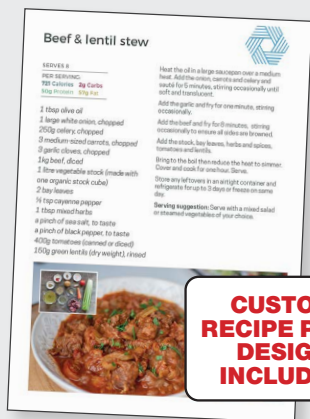 Beef & lentil stew
SERVES 8
PER SERVING:
721 Calories 2g Carbs
50g Protein 57g Fat
1 tbsp olive oil
1 large white onion, chopped
250g celery, chopped
3 medium-sized carrots, chopped
3 garlic cloves, chopped
1kg beef, diced
1 litre vegetable stock (made with
one organic stock cube)
2 bay leaves
½ tsp cayenne pepper
1 tbsp mixed herbs
a pinch of sea salt, to taste
a pinch of black pepper, to taste
400g tomatoes (canned or diced)
150g green lentils (dry weight), rinsed
Heat the oil in a large saucepan over a medium
heat. Add the onion, carrots and celery and
sauté for 5 minutes, stirring occasionally until
soft and translucent.
Add the garlic and fry for one minute, stirring
occasionally.
Add the beef and fry for 6 minutes, stirring
occasionally to ensure all sides are browned.
Add the stock, bay leaves, herbs and spices,
tomatoes and lentils.
Bring to the boil then reduce the heat to simmer.
Cover and cook for one hour. Serve.
Store any leftovers in an airtight container and
refrigerate for up to 3 days or freeze on same
day.
Serving suggestion: Serve with a mixed salad
or steamed vegetables of your choice.
CUSTO
RECIPE P
DESIG
INCLUD